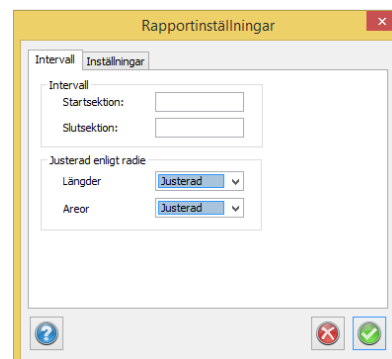 Rapportinställningar
Intervall Inställningar
Intervall
Startsektion:
Slutsektion:
Justerad enligt radie
Längder Justerad
Areor Justerad